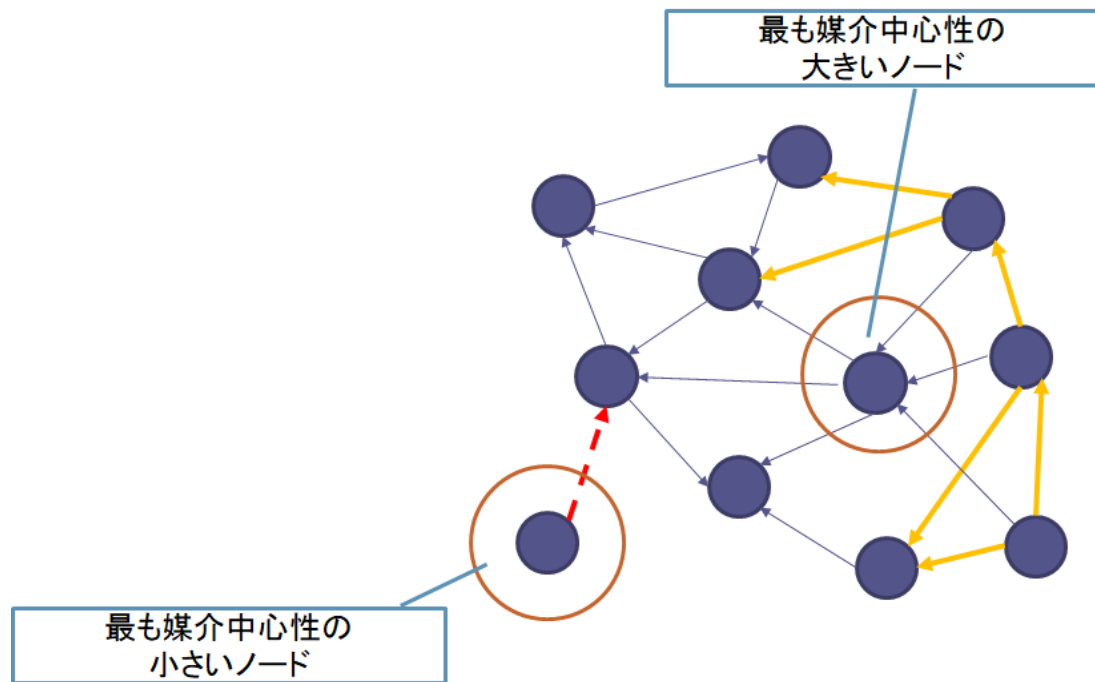 最も媒介中心性の
大きいノード
最も媒介中心性の
小さいノード